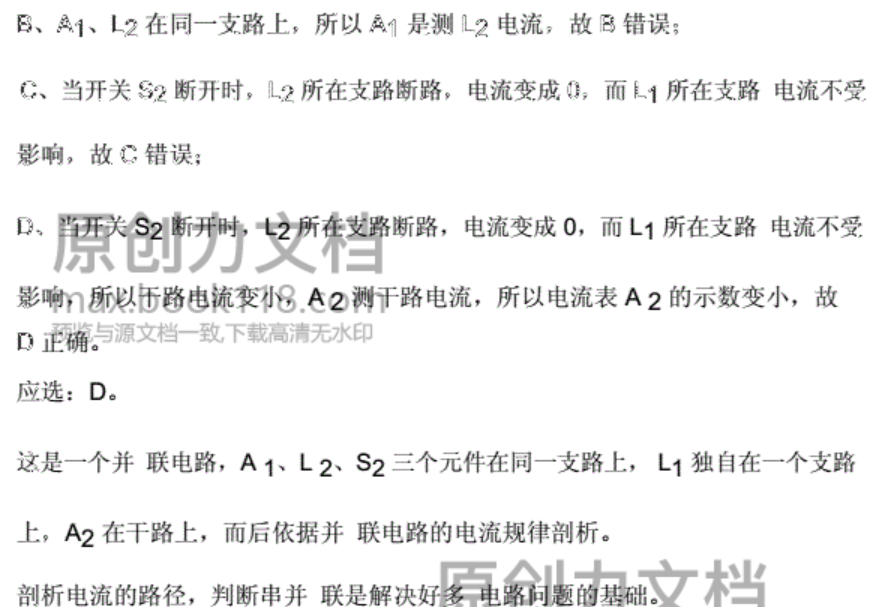 B、A1、L2 在同一支路上，所以 A1 是测 L2 电流，故 B 错误；
C、当开关 S2 断开时，L2 所在支路断路，电流变成 0，而 L1 所在支路 电流不受
影响，故 C 错误；
原创力文档
D、当开关 S2 断开时，L2 所在支路断路，电流变成 0，而 L1 所在支路 电流不受
max.book118.com
影响，所以干路电流变小，A 2 测干路电流，所以电流表 A 2 的示数变小，故
预览与源文档一致,下载高清无水印
D 正确。
应选：D。
这是一个并 联电路，A 1、L 2、S2 三个元件在同一支路上， L1 独自在一个支路
上，A2 在干路上，而后依据并 联电路的电流规律剖析。
原创力文档
剖析电流的路径，判断串并 联是解决好多 电路问题的基础。